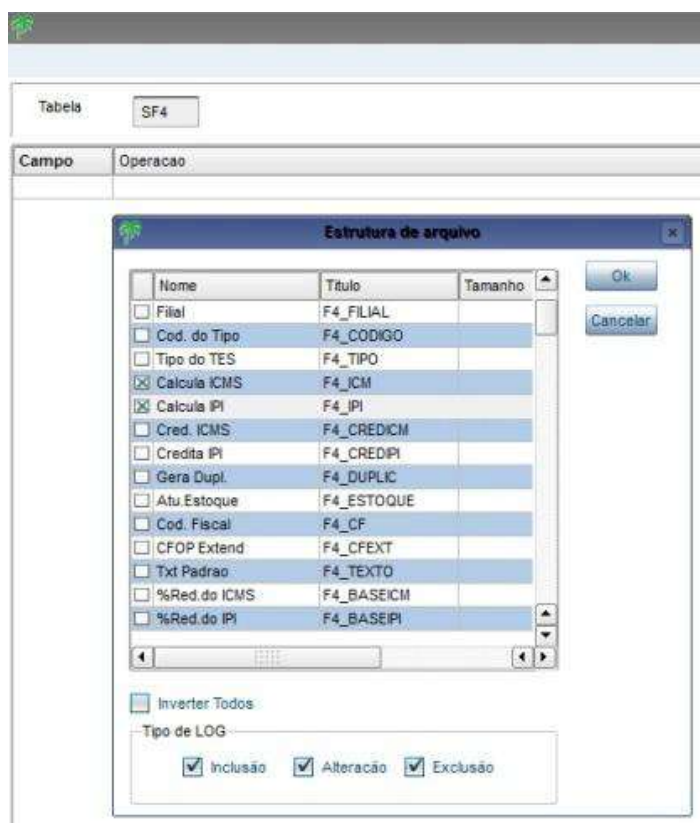 Tabela SF4
Campo Operacao
Estrutura de arquivo
Nome Titulo Tamanho Ok
Filial F4_FILIAL
Cod. do Tipo F4_CODIGO Cancelar
Tipo do TES F4_TIPO
Calcula ICMS F4_ICM
Calcula IPI F4_IPI
Cred. ICMS F4_CREDICM
Credita IPI F4_CREDIPI
Gera Dupl. F4_DUPLIC
Atu.Estoque F4_ESTOQUE
Cod. Fiscal F4_CF
CFOP Extend F4_CFEXT
Txt Padrao F4_TEXTO
%Red.do ICMS F4_BASEICM
%Red.do IPI F4_BASEIPI
Inverter Todos
Tipo de LOG
Inclusão Alteracão Exclusão